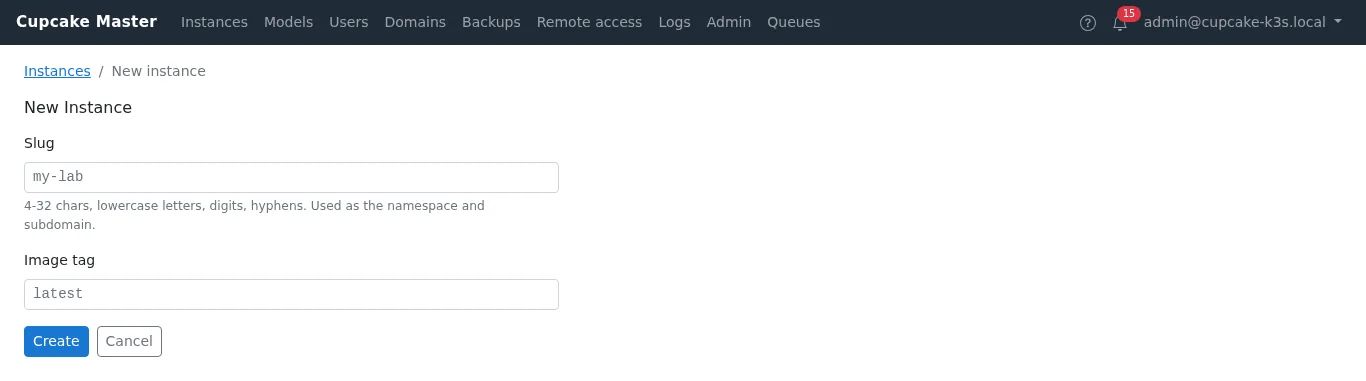 Cupcake Master Instances Models Users Domains Backups Remote access Logs Admin Queues 15 admin@cupcake-k3s.local
Instances / New instance
New Instance
Slug
my-lab
4-32 chars, lowercase letters, digits, hyphens. Used as the namespace and
subdomain.
Image tag
latest
Create Cancel